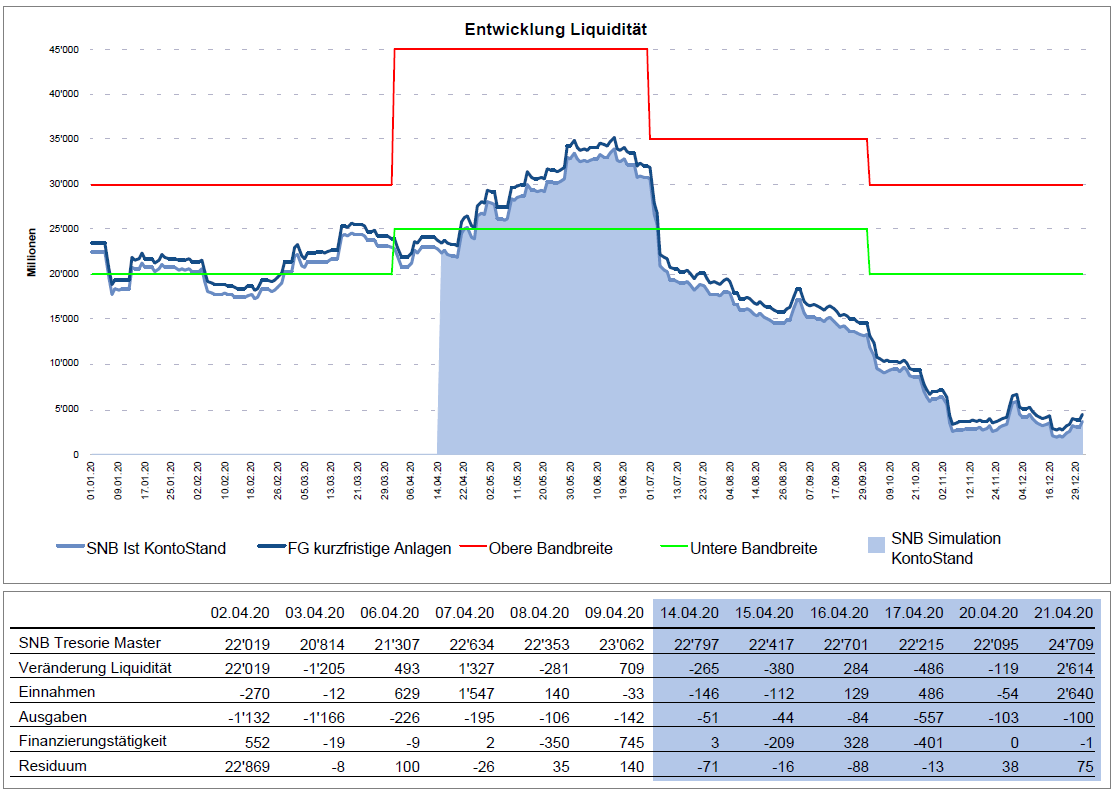 Entwicklung Liquidität
Millionen
45'000
40'000
35'000
30'000
25'000
20'000
15'000
10'000
5'000
0
01.01.20 09.01.20 17.01.20 25.01.20 02.02.20 10.02.20 18.02.20 26.02.20 05.03.20 13.03.20 21.03.20 29.03.20 06.04.20 14.04.20 22.04.20 02.05.20 11.05.20 20.05.20 30.05.20 10.06.20 19.06.20 01.07.20 13.07.20 23.07.20 04.08.20 14.08.20 26.08.20 07.09.20 17.09.20 29.09.20 09.10.20 21.10.20 02.11.20 12.11.20 24.11.20 04.12.20 16.12.20 29.12.20
SNB Ist KontoStand FG kurzfristige Anlagen Obere Bandbreite Untere Bandbreite SNB Simulation
KontoStand
02.04.20 03.04.20 06.04.20 07.04.20 08.04.20 09.04.20 14.04.20 15.04.20 16.04.20 17.04.20 20.04.20 21.04.20
SNB Tresorie Master 22'019 20'814 21'307 22'634 22'353 23'062 22'797 22'417 22'701 22'215 22'095 24'709
Veränderung Liquidität 22'019 -1'205 493 1'327 -281 709 -265 -380 284 -486 -119 2'614
Einnahmen -270 -12 629 1'547 140 -33 -146 -112 129 486 -54 2'640
Ausgaben -1'132 -1'166 -226 -195 -106 -142 -51 -44 -84 -557 -103 -100
Finanzierungstätigkeit 552 -19 -9 2 -350 745 3 -209 328 -401 0 -1
Residuum 22'869 -8 100 -26 35 140 -71 -16 -88 -13 38 75